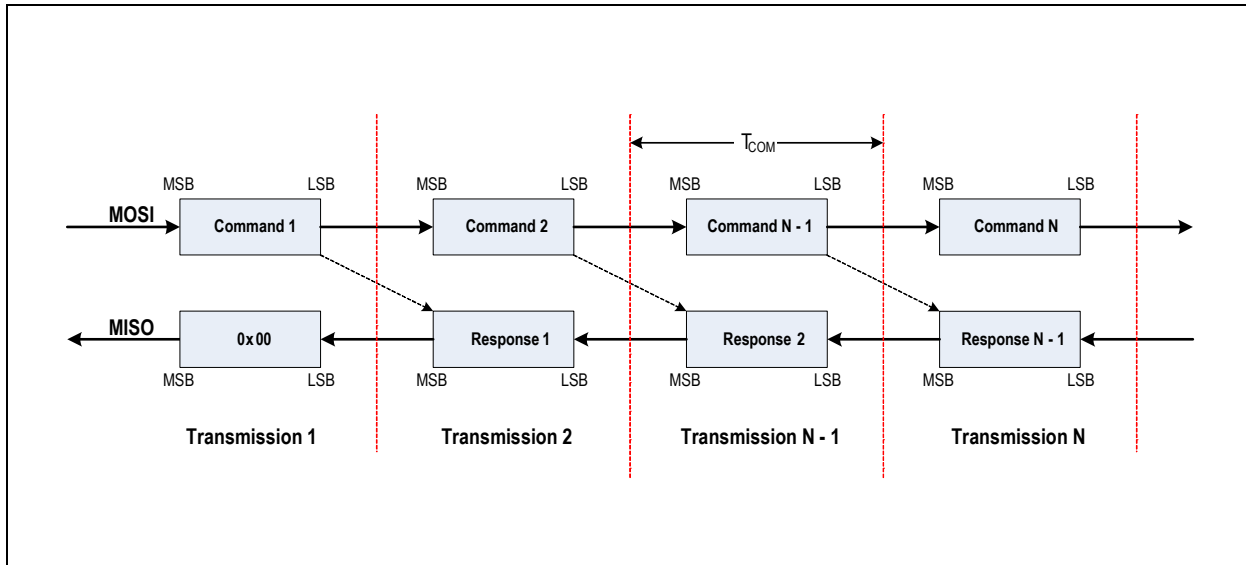 T_COM
MSB LSB MSB LSB MSB LSB MSB LSB
MOSI Command 1 Command 2 Command N - 1 Command N
MISO 0x00 Response 1 Response 2 Response N - 1
MSB LSB MSB LSB MSB LSB MSB LSB
Transmission 1 Transmission 2 Transmission N - 1 Transmission N